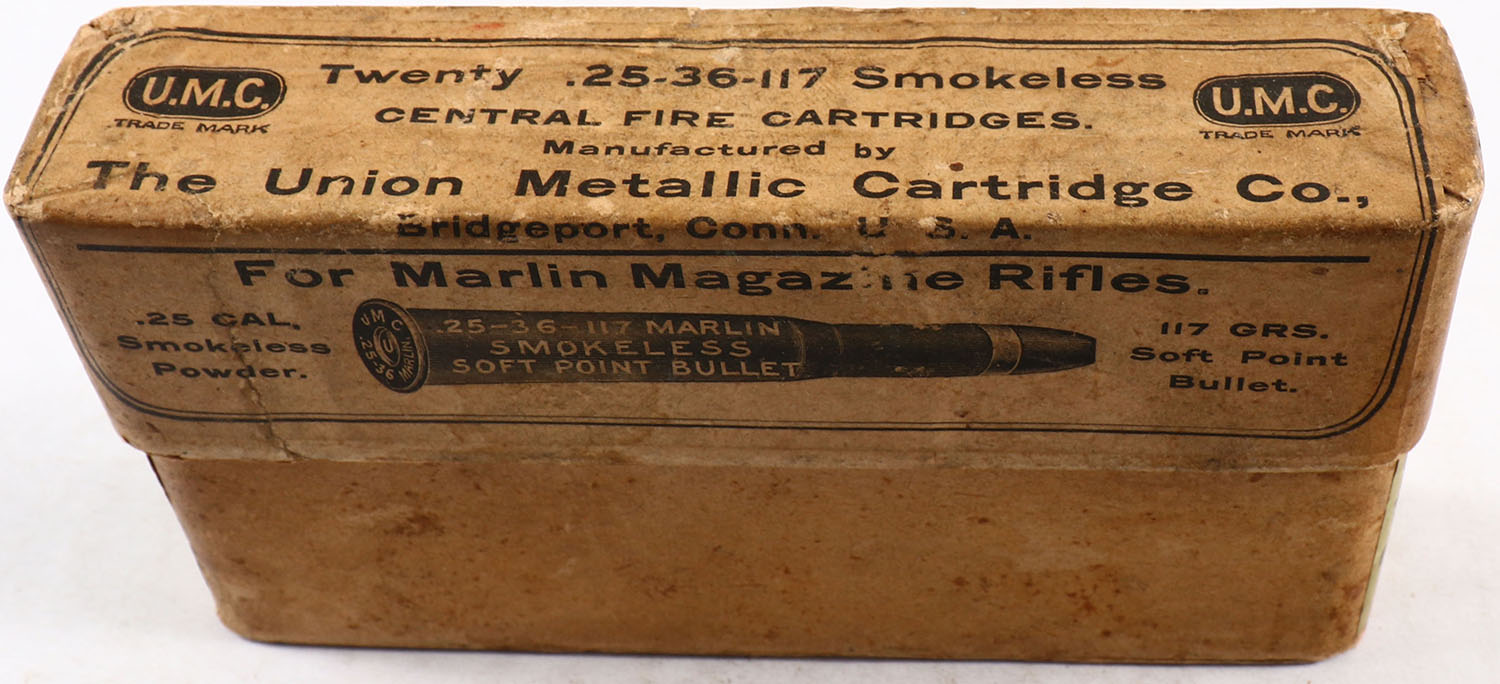 U.M.C.
TRADE MARK
Twenty .25-36-117 Smokeless
CENTRAL FIRE CARTRIDGES.
Manufactured by
The Union Metallic Cartridge Co.,
Bridgeport, Conn. U. S. A.
U.M.C.
TRADE MARK
For Marlin Magazine Rifles.
.25 CAL.
Smokeless
Powder.
U M C
U
.25 36 MARLIN
.25-36-117 MARLIN
SMOKELESS
SOFT POINT BULLET
117 GRS.
Soft Point
Bullet.